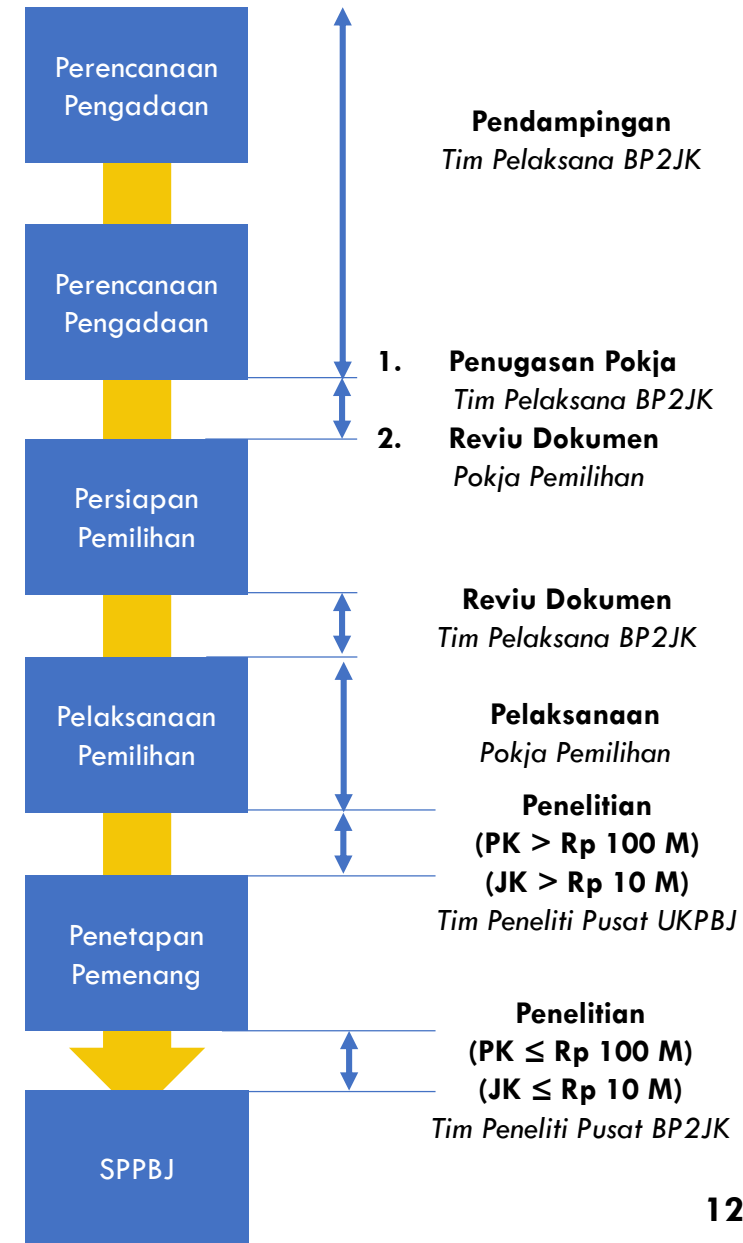 Perencanaan
Pengadaan
Pendampingan
Tim Pelaksana BP2JK
Perencanaan
Pengadaan
1. Penugasan Pokja
Tim Pelaksana BP2JK
2. Reviu Dokumen
Pokja Pemilihan
Persiapan
Pemilihan
Reviu Dokumen
Tim Pelaksana BP2JK
Pelaksanaan
Pemilihan
Pelaksanaan
Pokja Pemilihan
Penelitian
(PK > Rp 100 M)
(JK > Rp 10 M)
Tim Peneliti Pusat UKPBJ
Penetapan
Pemenang
Penelitian
(PK ≤ Rp 100 M)
(JK ≤ Rp 10 M)
Tim Peneliti Pusat BP2JK
SPPBJ
12